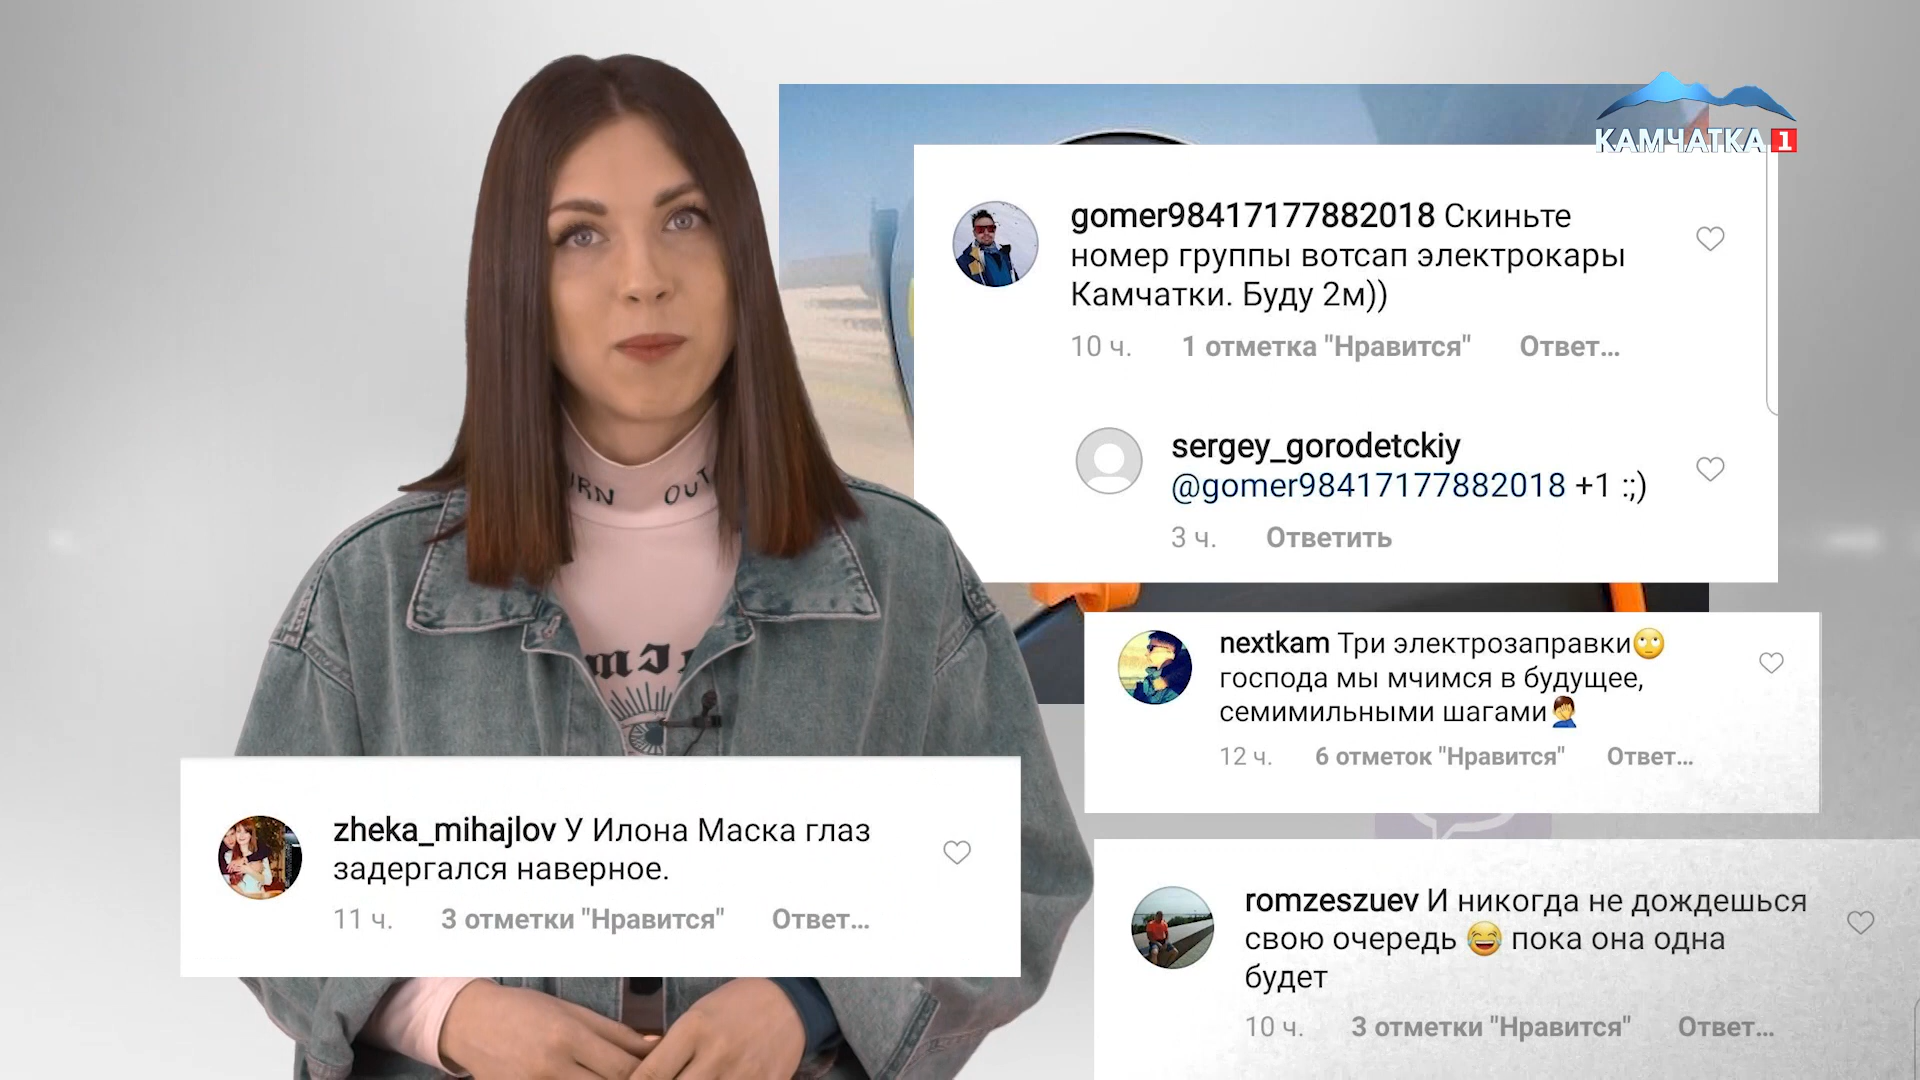 КАМЧАТКА 1
gomer98417177882018 Скиньте
номер группы вотсап электрокары
Камчатки. Буду 2м))
10 ч. 1 отметка "Нравится" Ответ...
sergey_gorodetckiy
@gomer98417177882018 +1 :;)
3 ч. Ответить
URN OUT
nextkam Три электрозаправки🙄
господа мы мчимся в будущее,
семимильными шагами🤦‍♂️
12 ч. 6 отметок "Нравится" Ответ...
zheka_mihajlov У Илона Маска глаз
задергался наверное.
11 ч. 3 отметки "Нравится" Ответ...
romzeszuev И никогда не дождешься
свою очередь 😂 пока она одна
будет
10 ч. 3 отметки "Нравится" Ответ...